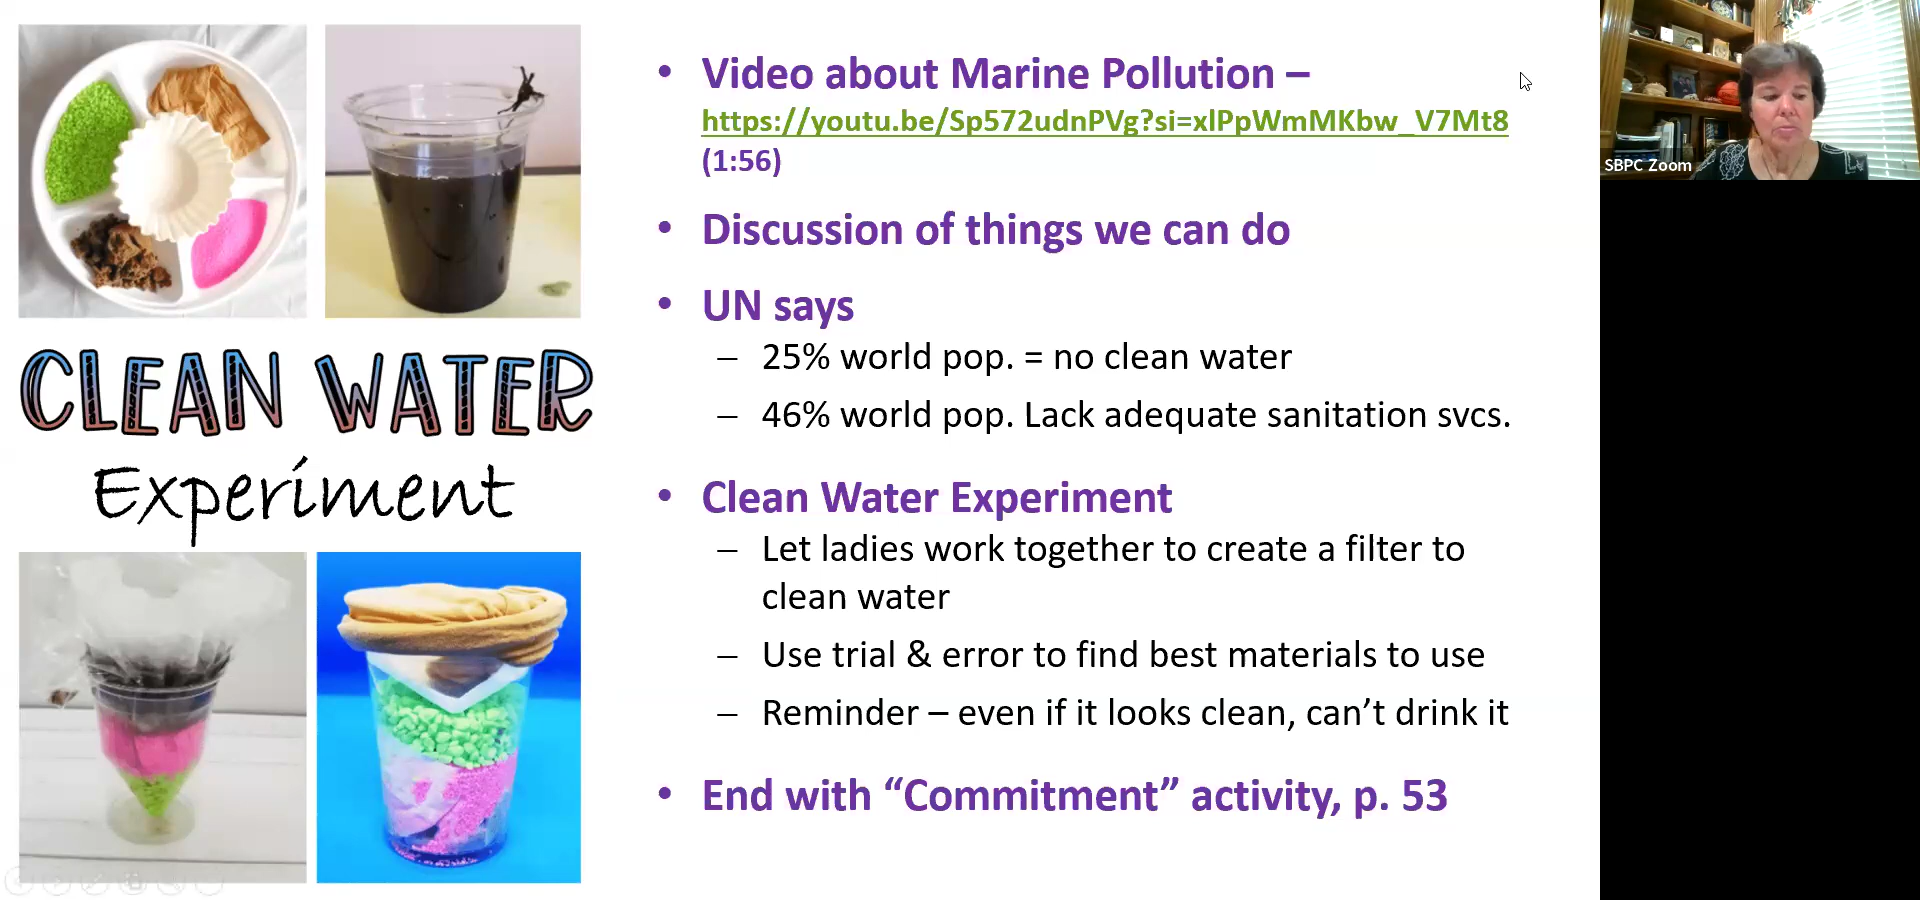 CLEAN WATER
Experiment
• Video about Marine Pollution –
https://youtu.be/Sp572udnPVg?si=xlPpWmMKbw_V7Mt8
(1:56)
• Discussion of things we can do
• UN says
– 25% world pop. = no clean water
– 46% world pop. Lack adequate sanitation svcs.
• Clean Water Experiment
– Let ladies work together to create a filter to
clean water
– Use trial & error to find best materials to use
– Reminder – even if it looks clean, can’t drink it
• End with “Commitment” activity, p. 53
SBPC Zoom